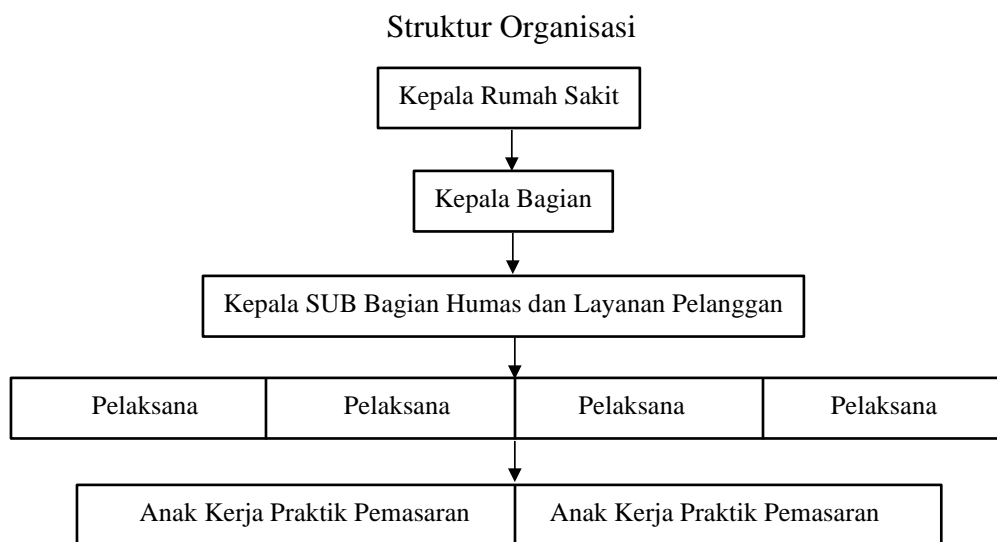 Struktur Organisasi
Kepala Rumah Sakit
Kepala Bagian
Kepala SUB Bagian Humas dan Layanan Pelanggan
Pelaksana Pelaksana Pelaksana Pelaksana
Anak Kerja Praktik Pemasaran Anak Kerja Praktik Pemasaran